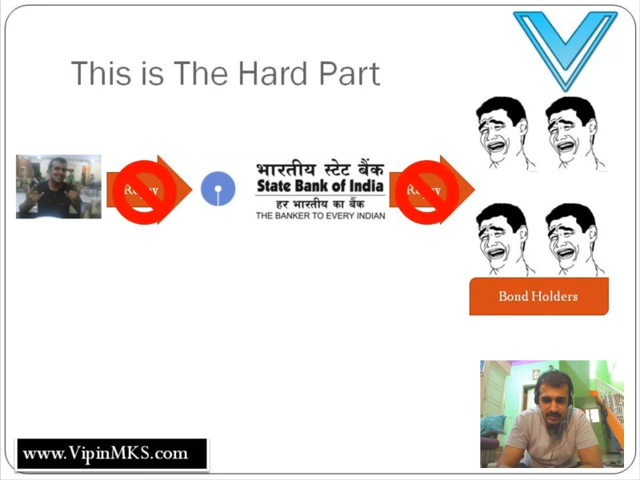 This is The Hard Part
भारतीय स्टेट बैंक
State Bank of India
हर भारतीय का बैंक
THE BANKER TO EVERY INDIAN
Bond Holders
www.VipinMKS.com